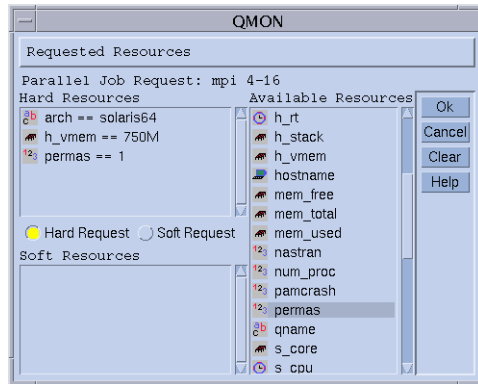 QMON
Requested Resources
Parallel Job Request: mpi 4-16
Hard Resources
arch == solaris64
h_vmem == 750M
permas == 1
Hard Request Soft Request
Soft Resources
Available Resources
h_rt
h_stack
h_vmem
hostname
mem_free
mem_total
mem_used
nastran
num_proc
pamcrash
permas
qname
s_core
s_cpu
Ok
Cancel
Clear
Help